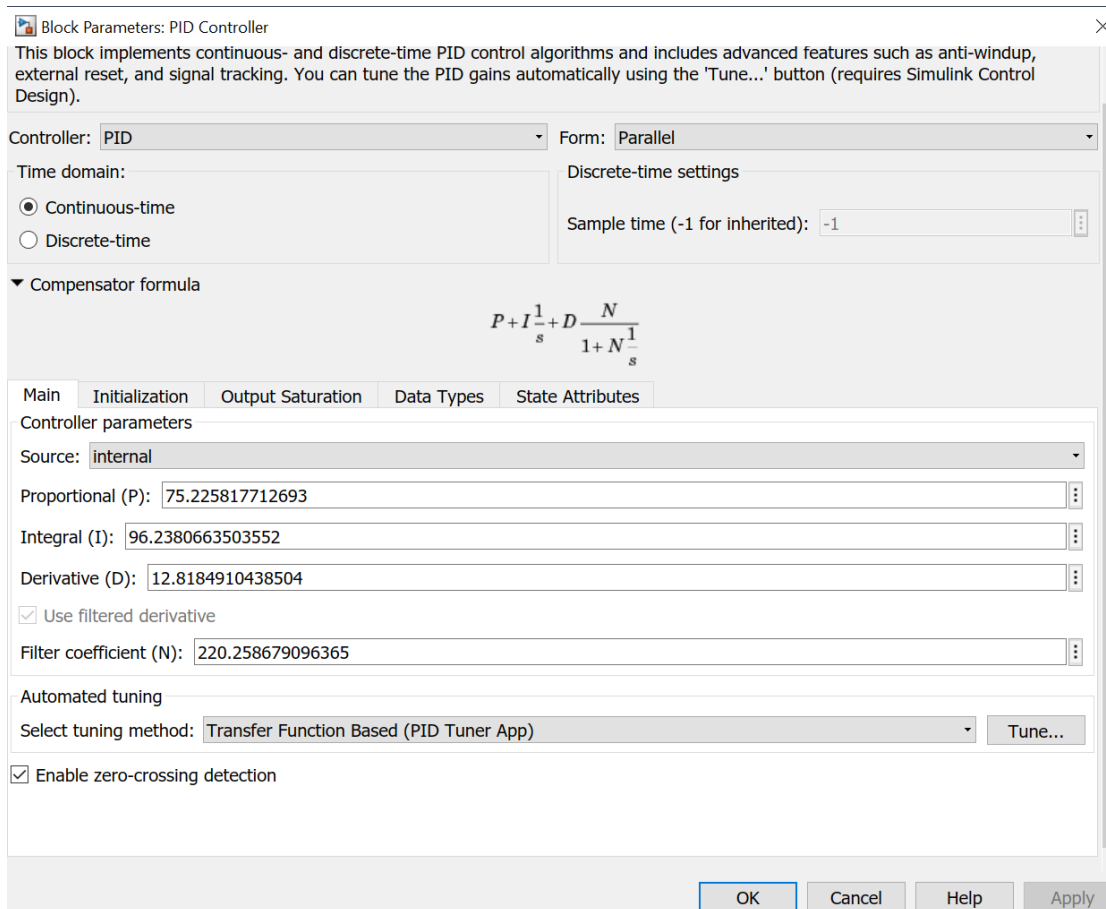 Block Parameters: PID Controller
This block implements continuous- and discrete-time PID control algorithms and includes advanced features such as anti-windup,
external reset, and signal tracking. You can tune the PID gains automatically using the 'Tune...' button (requires Simulink Control
Design).
Controller: PID
Form: Parallel
Time domain:
Continuous-time
Discrete-time
Discrete-time settings
Sample time (-1 for inherited): -1
Compensator formula
P + I 1/s + D N/(1 + N 1/s)
Main Initialization Output Saturation Data Types State Attributes
Controller parameters
Source: internal
Proportional (P): 75.225817712693
Integral (I): 96.2380663503552
Derivative (D): 12.8184910438504
Use filtered derivative
Filter coefficient (N): 220.258679096365
Automated tuning
Select tuning method: Transfer Function Based (PID Tuner App) Tune...
Enable zero-crossing detection
OK Cancel Help Apply